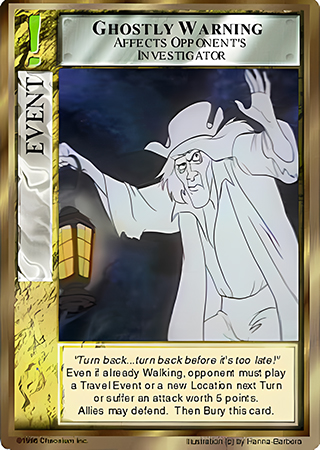 GHOSTLY WARNING
AFFECTS OPPONENT'S
INVESTIGATOR
EVENT
"Turn back...turn back before it's too late!"
Even if already Walking, opponent must play
a Travel Event or a new Location next Turn
or suffer an attack worth 5 points.
Allies may defend. Then Bury this card.
©1996 Chaosium Inc.
Illustration (c) by Hanna-Barbera